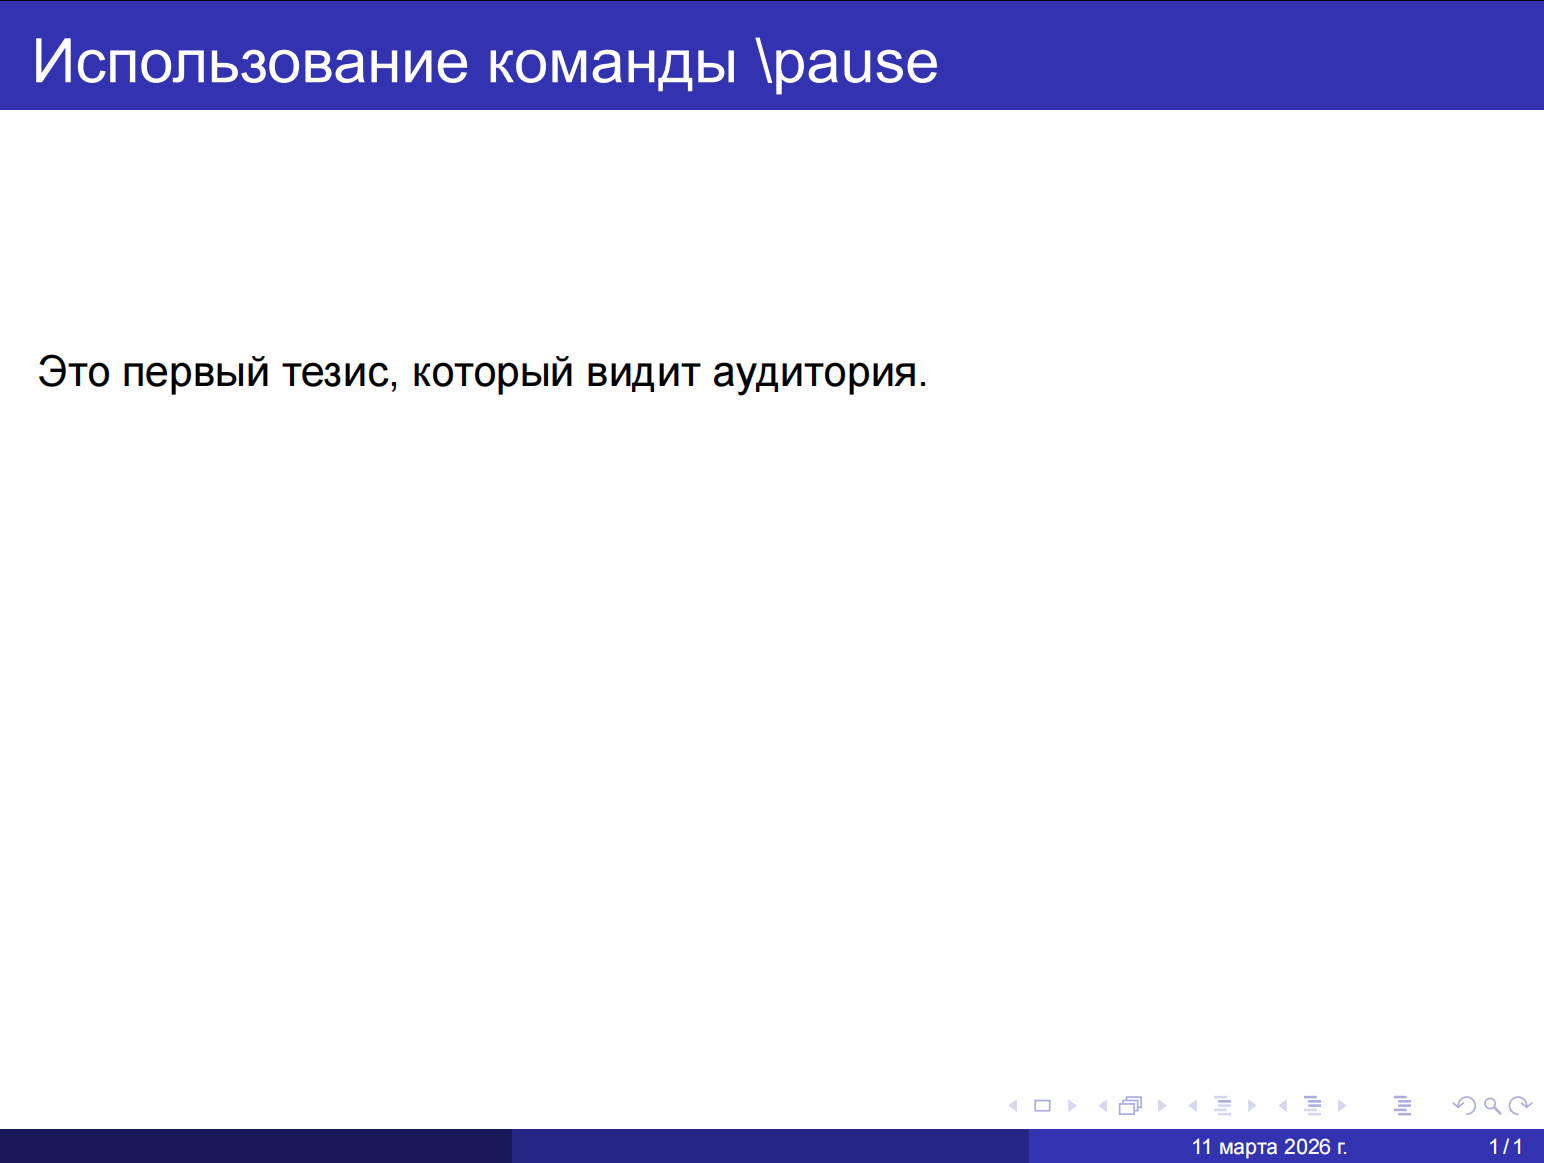 Использование команды \pause
Это первый тезис, который видит аудитория.
11 марта 2026 г.
1 / 1